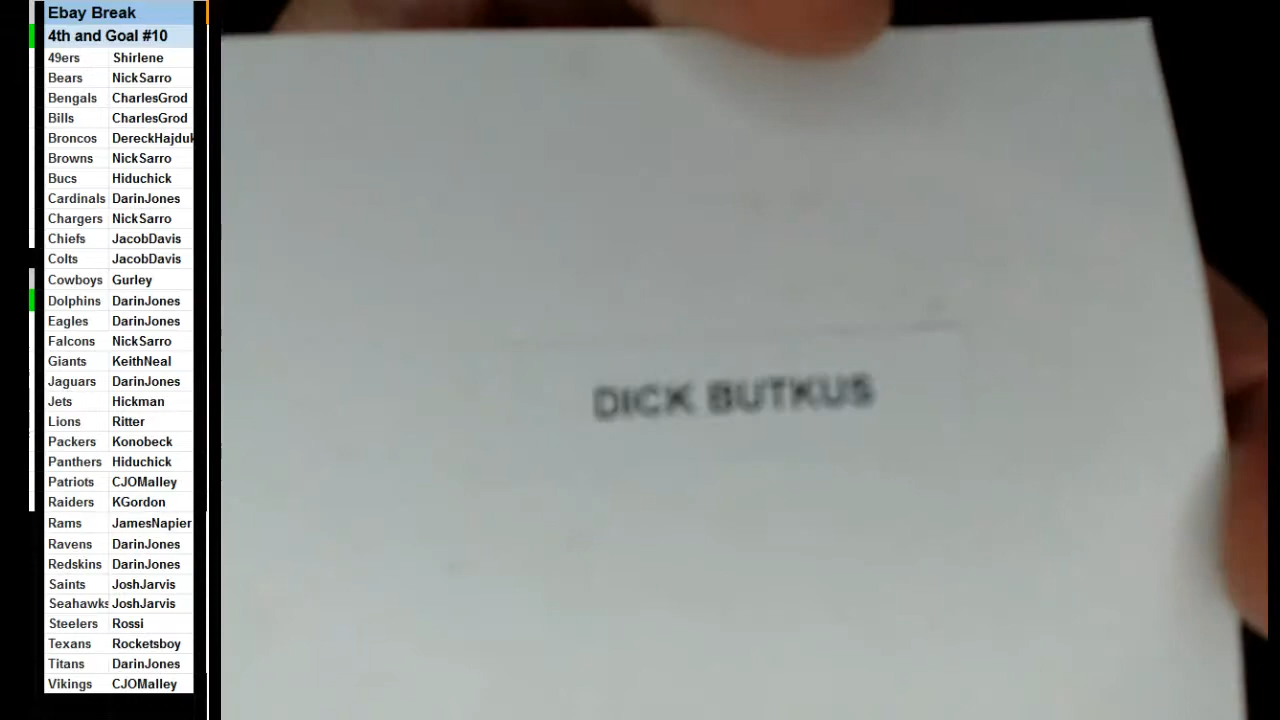 Ebay Break
4th and Goal #10
49ers Shirlene
Bears NickSarro
Bengals CharlesGrod
Bills CharlesGrod
Broncos DereckHajduk
Browns NickSarro
Bucs Hiduchick
Cardinals DarinJones
Chargers NickSarro
Chiefs JacobDavis
Colts JacobDavis
Cowboys Gurley
Dolphins DarinJones
Eagles DarinJones
Falcons NickSarro
Giants KeithNeal
Jaguars DarinJones
Jets Hickman
Lions Ritter
Packers Konobeck
Panthers Hiduchick
Patriots CJOMalley
Raiders KGordon
Rams JamesNapier
Ravens DarinJones
Redskins DarinJones
Saints JoshJarvis
Seahawks JoshJarvis
Steelers Rossi
Texans Rocketsboy
Titans DarinJones
Vikings CJOMalley
DICK BUTKUS